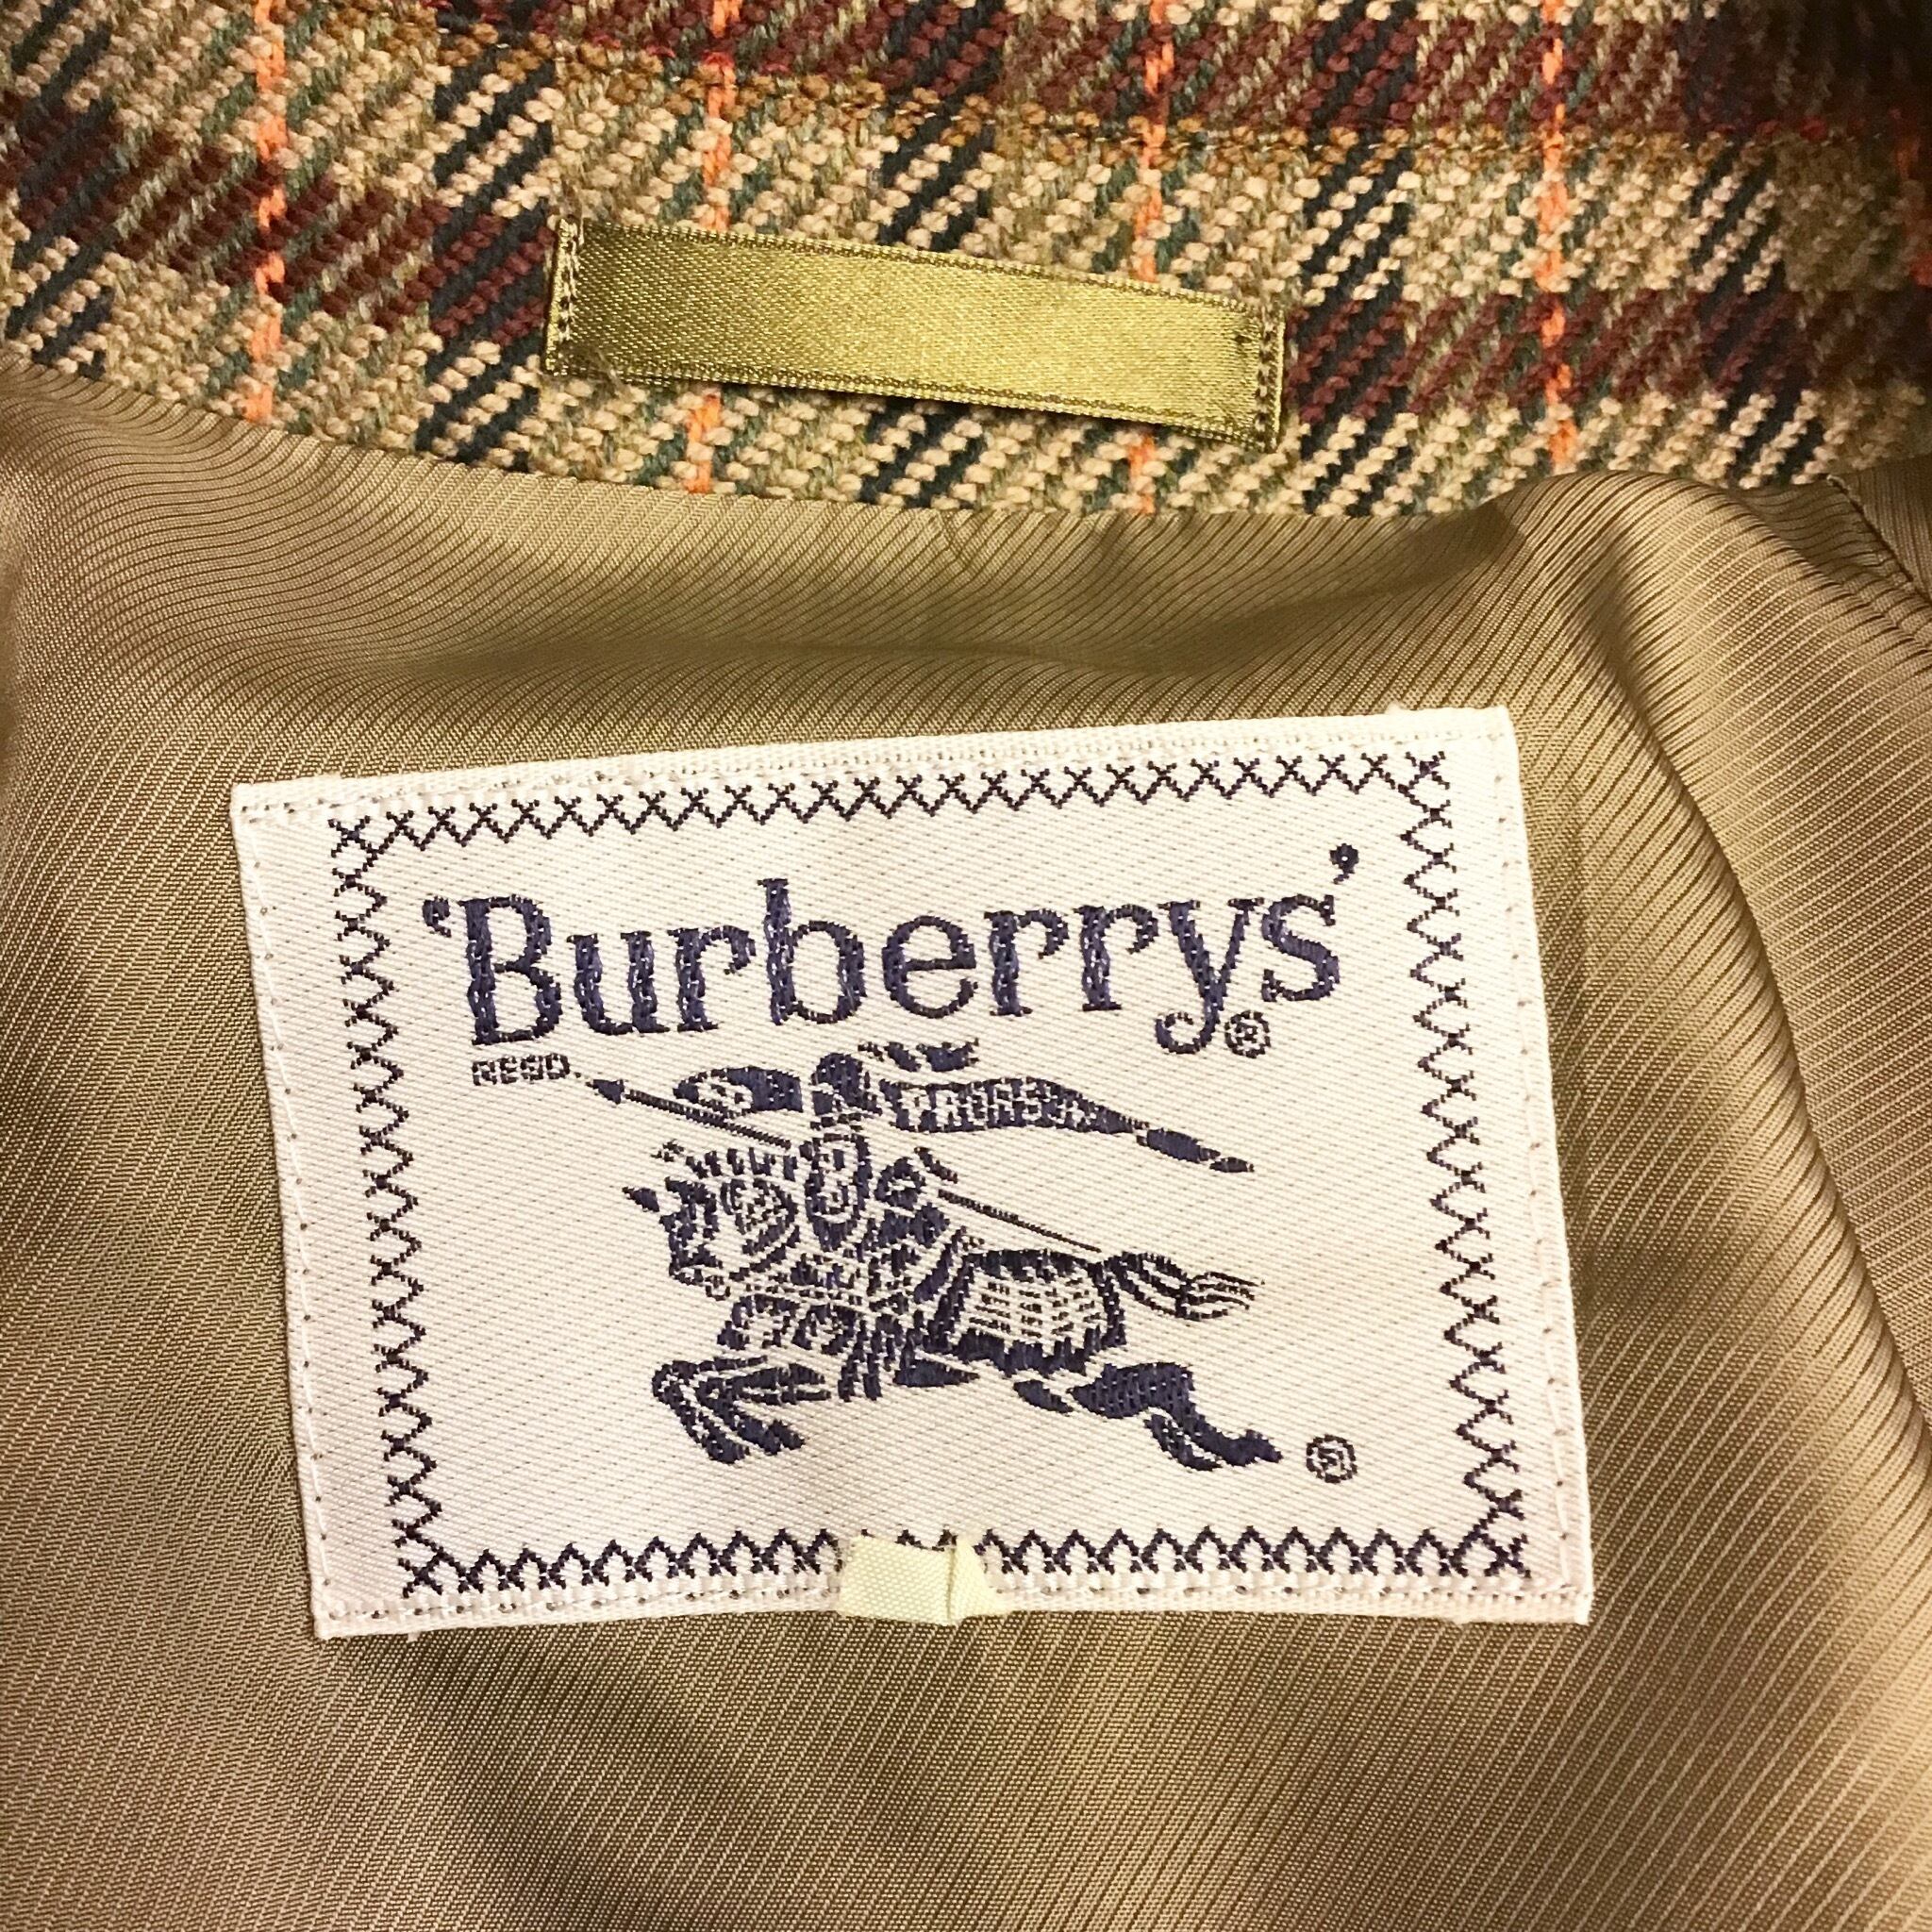 ‘Burberrys’®
REGD.
PRORSUM
®